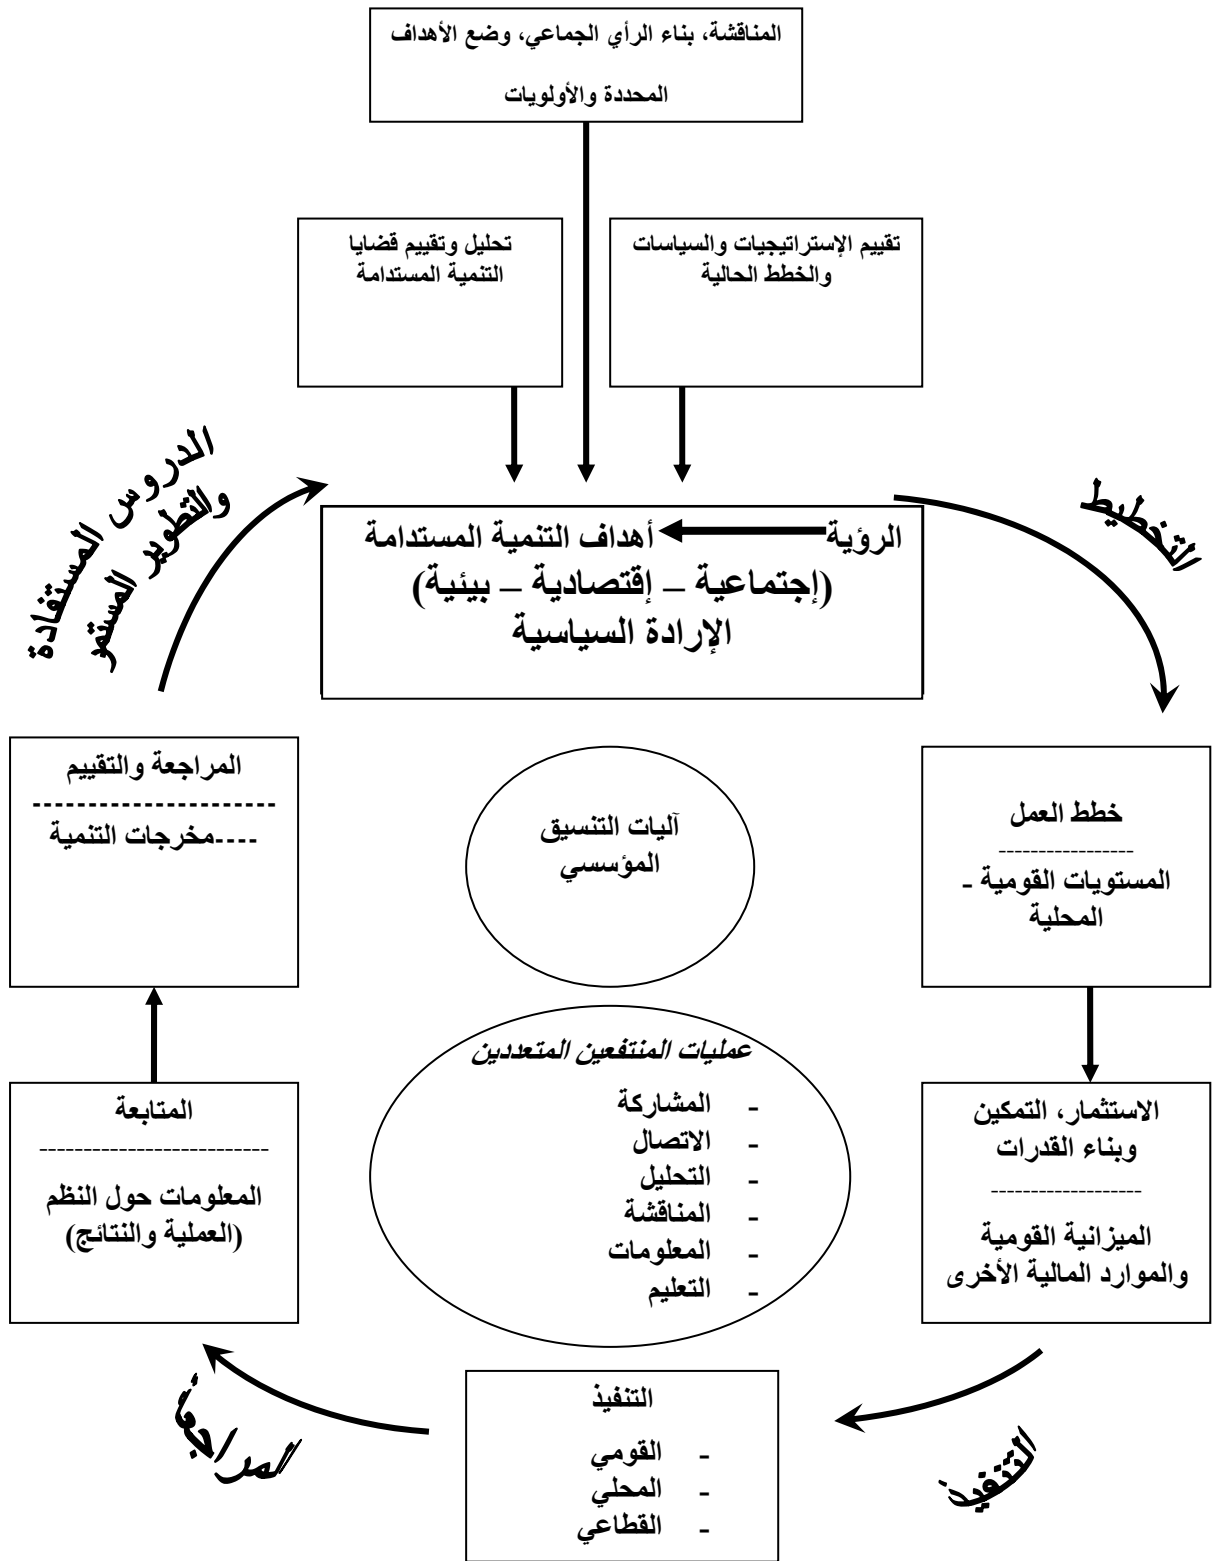 المناقشة، بناء الرأي الجماعي، وضع الأهداف
المحددة والأولويات
تقييم الإستراتيجيات والسياسات
والخطط الحالية
تحليل وتقييم قضايا
التنمية المستدامة
الدروس المستفادة
والتطوير المستمر
التخطيط
الرؤية أهداف التنمية المستدامة
(إجتماعية – إقتصادية – بيئية)
الإرادة السياسية
خطط العمل
-----------------
المستويات القومية -
المحلية
آليات التنسيق
المؤسسي
المراجعة والتقييم
----------------------
----مخرجات التنمية
الاستثمار، التمكين
وبناء القدرات
-------------------
الميزانية القومية
والموارد المالية الأخرى
عمليات المنتفعين المتعددين
- المشاركة
- الاتصال
- التحليل
- المناقشة
- المعلومات
- التعليم
المتابعة
--------------------------
المعلومات حول النظم
(العملية والنتائج)
التنفيذ
التنفيذ
- القومي
- المحلي
- القطاعي
المراجعة